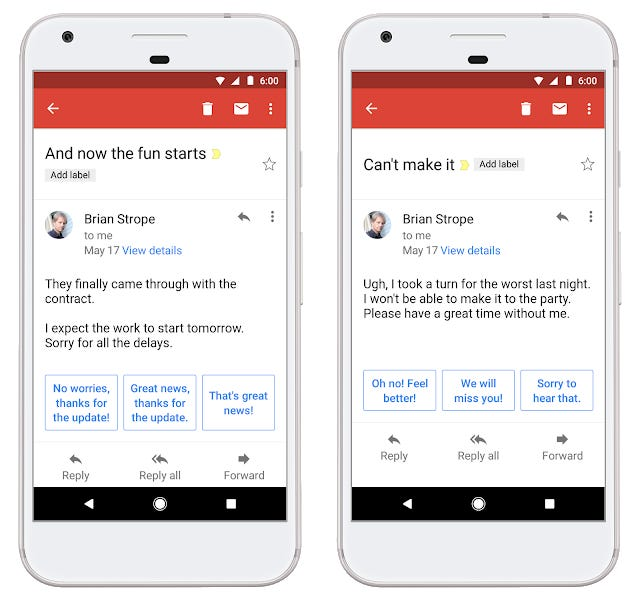 6:00
And now the fun starts
Add label
Brian Strope
to me
May 17 View details
They finally came through with the
contract.
I expect the work to start tomorrow.
Sorry for all the delays.
No worries,
thanks for
the update!
Great news,
thanks for
the update.
That's great
news!
Reply
Reply all
Forward
6:00
Can't make it
Add label
Brian Strope
to me
May 17 View details
Ugh, I took a turn for the worst last night.
I won't be able to make it to the party.
Please have a great time without me.
Oh no! Feel
better!
We will
miss you!
Sorry to
hear that.
Reply
Reply all
Forward